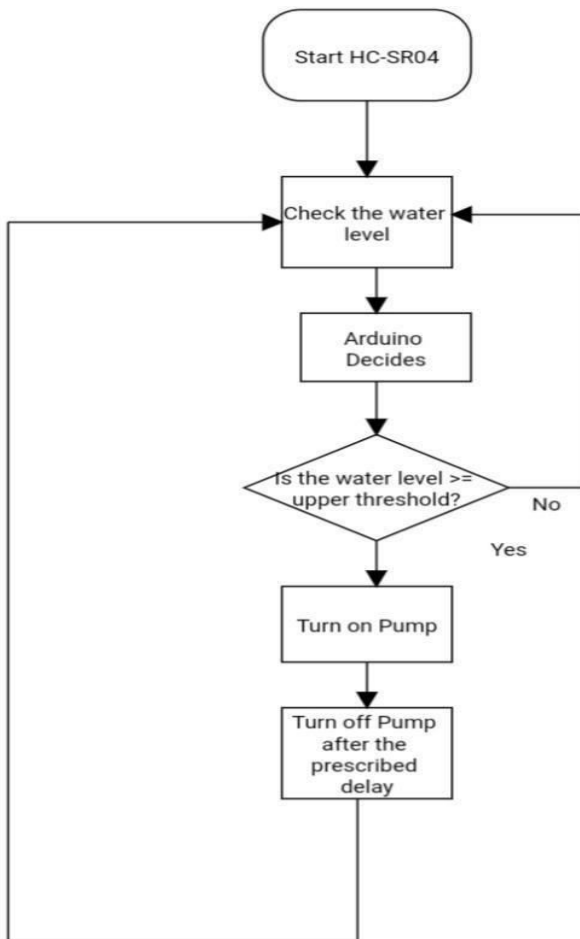 Start HC-SR04
Check the water
level
Arduino
Decides
Is the water level >=
upper threshold?
No
Yes
Turn on Pump
Turn off Pump
after the
prescribed
delay